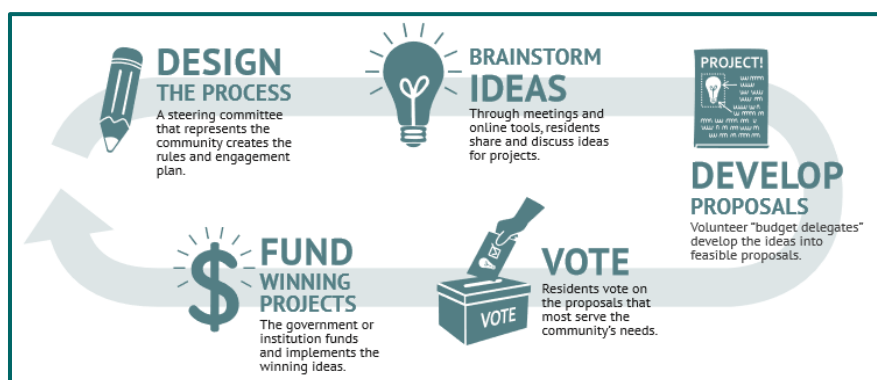 DESIGN
THE PROCESS
A steering committee
that represents the
community creates the
rules and engagement
plan.
BRAINSTORM
IDEAS
Through meetings and
online tools, residents
share and discuss ideas
for projects.
PROJECT!
DEVELOP
PROPOSALS
Volunteer “budget delegates”
develop the ideas into
feasible proposals.
VOTE
Residents vote on
the proposals that
most serve the
community’s needs.
VOTE
FUND
WINNING
PROJECTS
The government or
institution funds
and implements the
winning ideas.